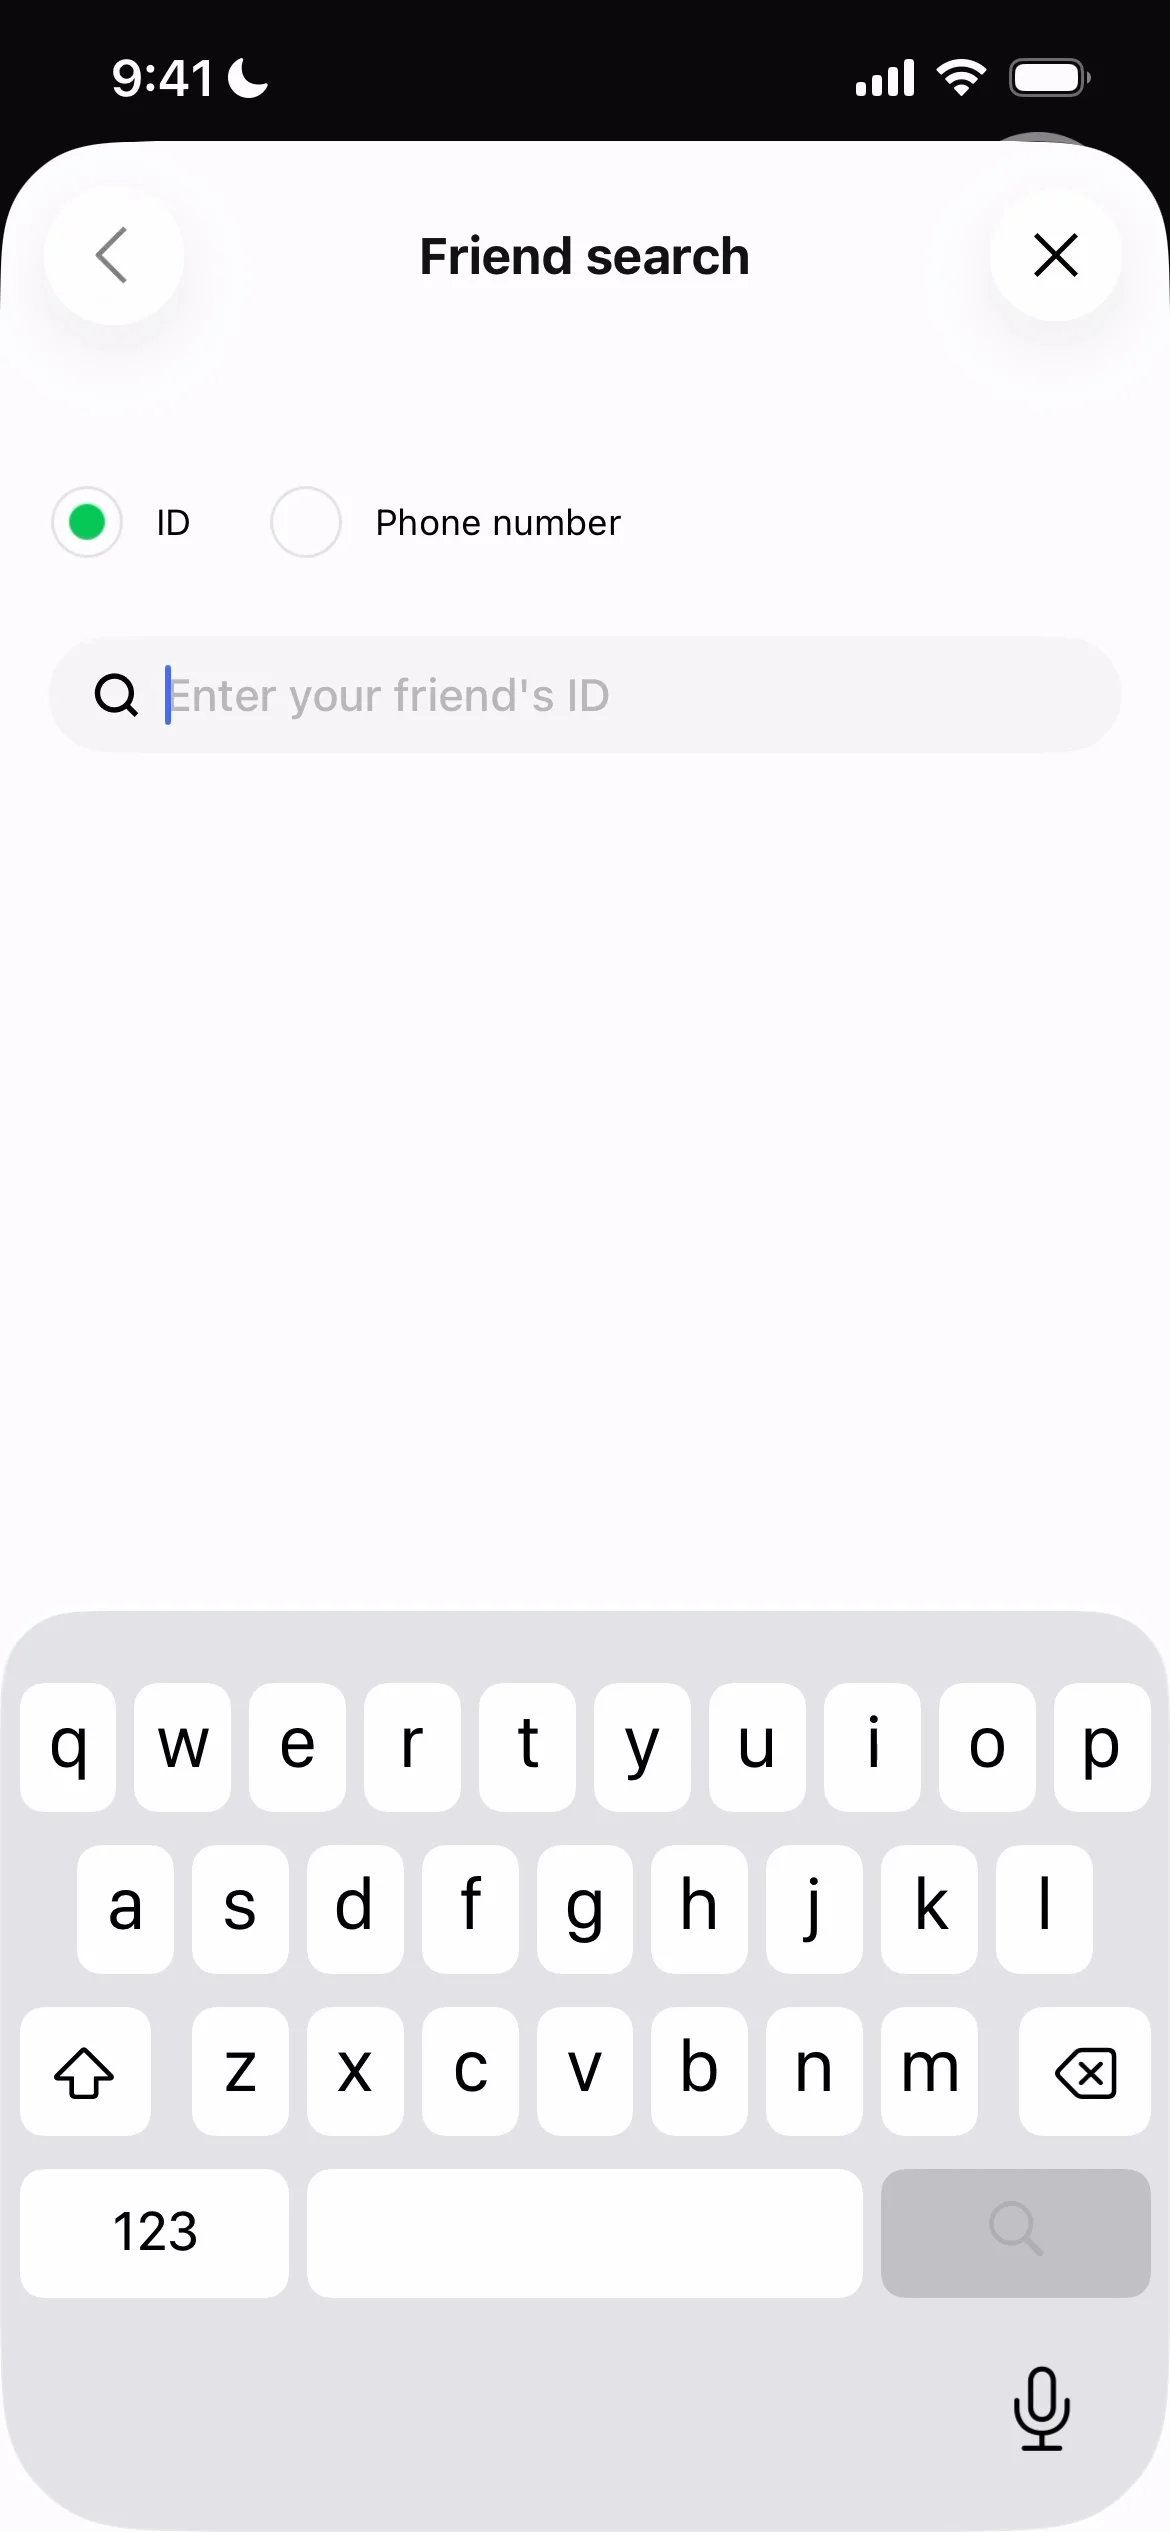 9:41
Friend search
ID Phone number
Enter your friend's ID
q w e r t y u i o p
a s d f g h j k l
z x c v b n m
123